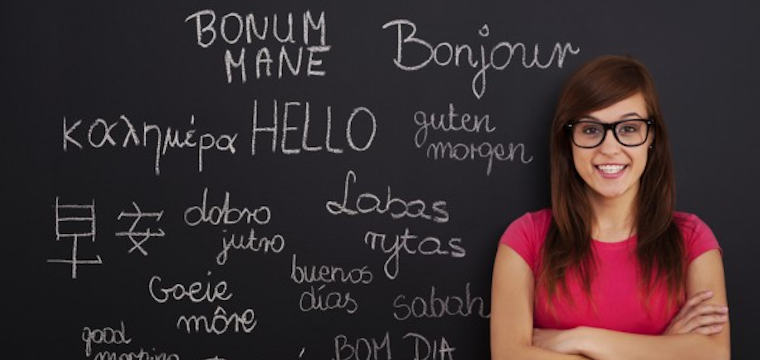 BONUM
MANE
Bonjour
καλημέρα
HELLO
guten
morgen
早安
dobro
jutro
Labas
rytas
Goeie
môre
buenos
días
sabah
BOM DIA
good
morning